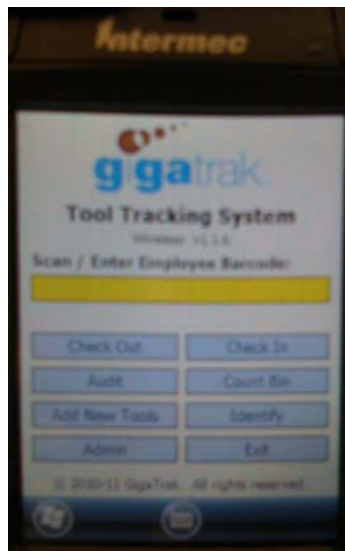 Intermec
gigatrak.
Tool Tracking System
Wireless V1.1.8
Scan / Enter Employee Barcode:
Check Out
Check In
Audit
Count Bin
Add New Tools
Identify
Admin
Exit
© 2010-11 GigaTrak. All rights reserved.